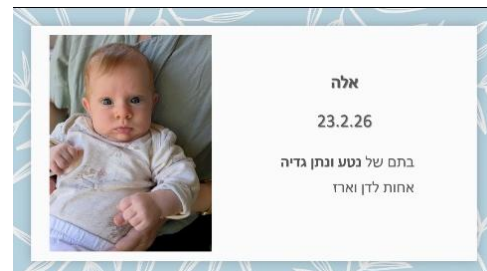 אלה
23.2.26
בתם של נטע ונתן גדיה
אחות לדן וארז